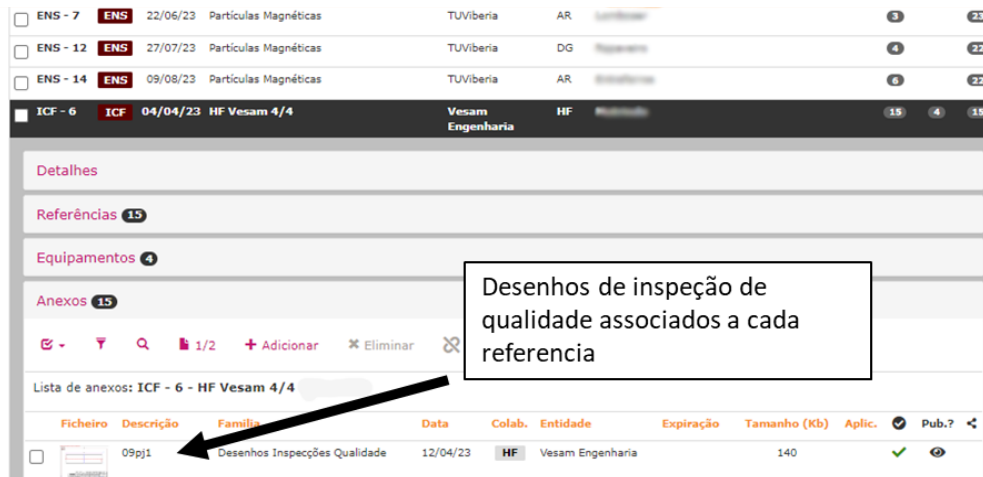 ENS - 7 ENS 22/06/23 Partículas Magnéticas TUViberia AR 3 23
ENS - 12 ENS 27/07/23 Partículas Magnéticas TUViberia DG 4 22
ENS - 14 ENS 09/08/23 Partículas Magnéticas TUViberia AR 6 22
ICF - 6 ICF 04/04/23 HF Vesam 4/4 Vesam Engenharia HF 15 4 15
Detalhes
Referências 15
Equipamentos 4
Anexos 15
Desenhos de inspeção de
qualidade associados a cada
referencia
1/2 Adicionar Eliminar
Lista de anexos: ICF - 6 - HF Vesam 4/4
Ficheiro Descrição Familia Data Colab. Entidade Expiração Tamanho (Kb) Aplic. Pub.?
09pj1 Desenhos Inspecções Qualidade 12/04/23 HF Vesam Engenharia 140